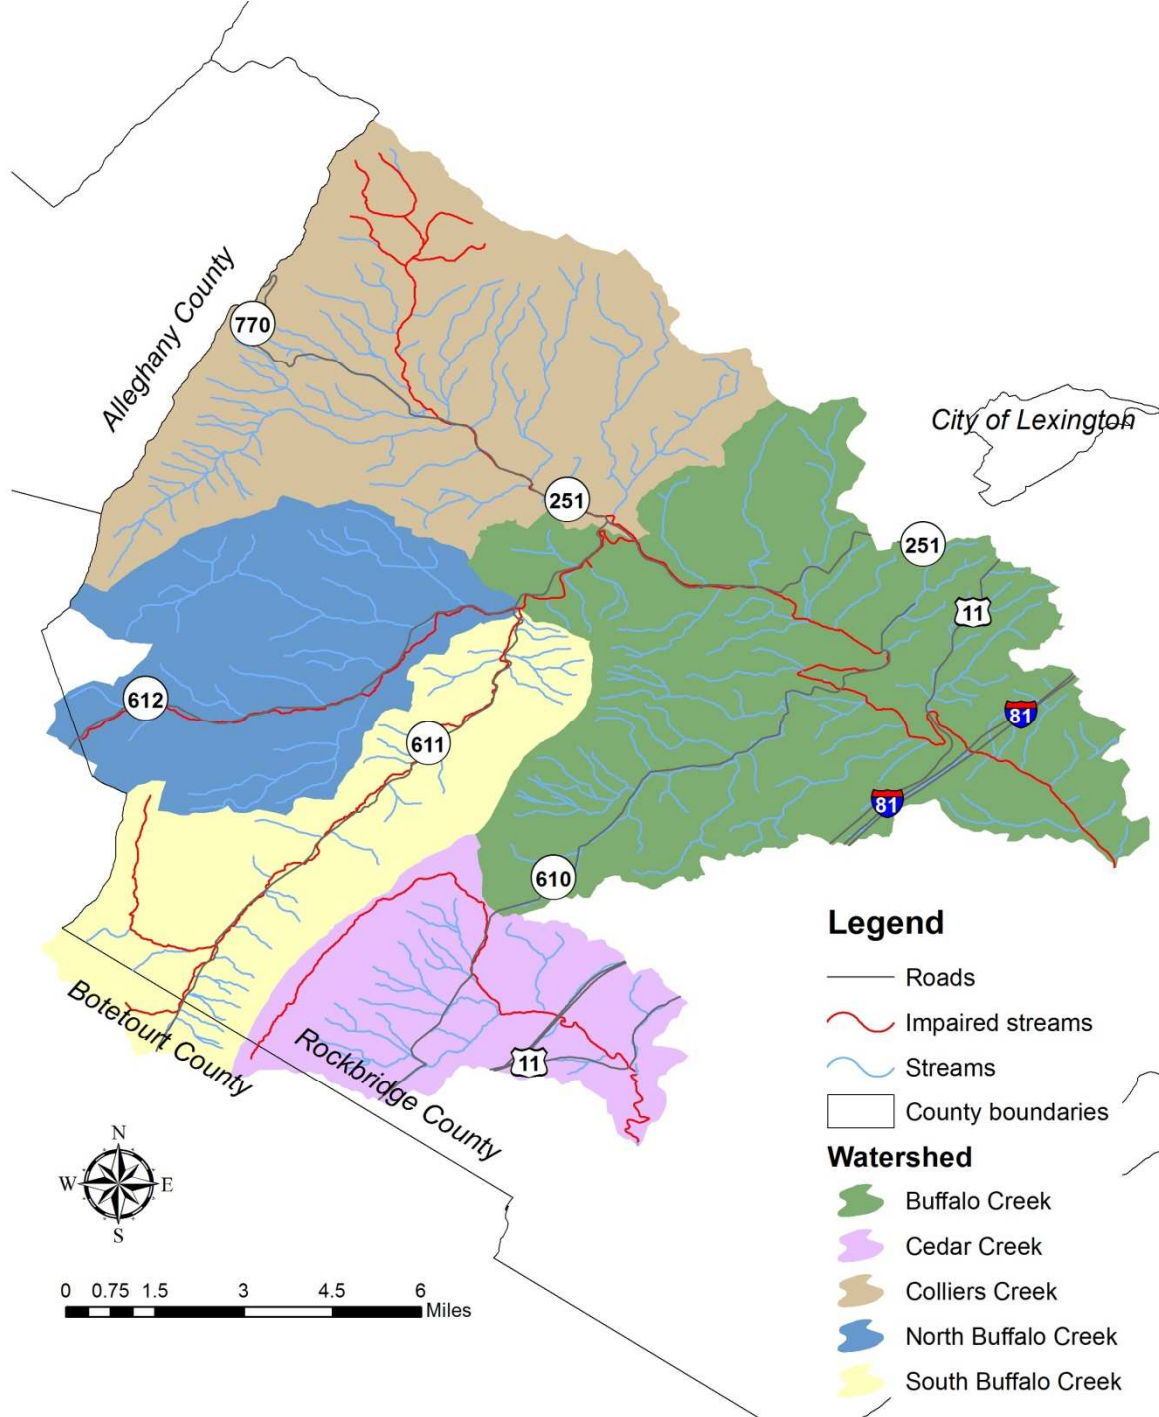 Alleghany County
770
City of Lexington
251
251
11
612
81
611
81
610
Botetourt County
Rockbridge County
11
Legend
Roads
Impaired streams
Streams
County boundaries
Watershed
Buffalo Creek
Cedar Creek
Colliers Creek
North Buffalo Creek
South Buffalo Creek
N
W E
S
0 0.75 1.5 3 4.5 6
Miles